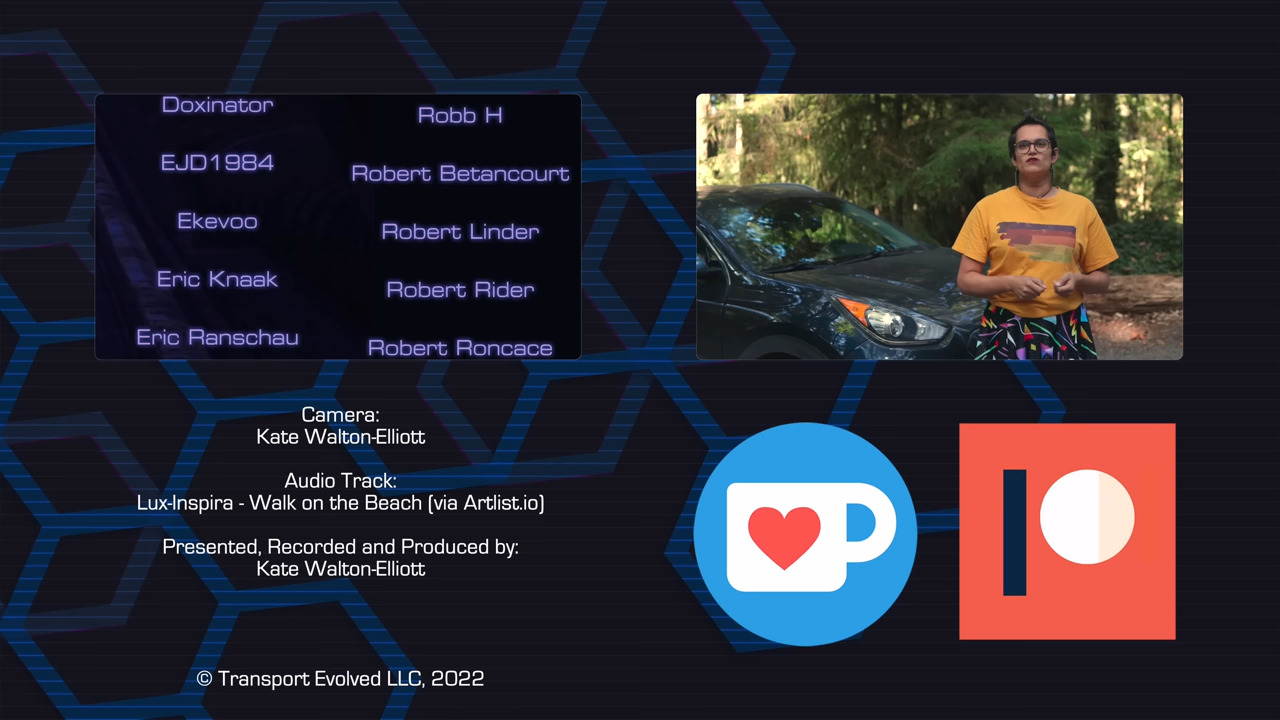 Doxinator
EJD1984
Ekevoo
Eric Knaak
Eric Ranschau
Robb H
Robert Betancourt
Robert Linder
Robert Rider
Robert Roncace
Camera:
Kate Walton-Elliott
Audio Track:
Lux-Inspira - Walk on the Beach (via Artlist.io)
Presented, Recorded and Produced by:
Kate Walton-Elliott
© Transport Evolved LLC, 2022